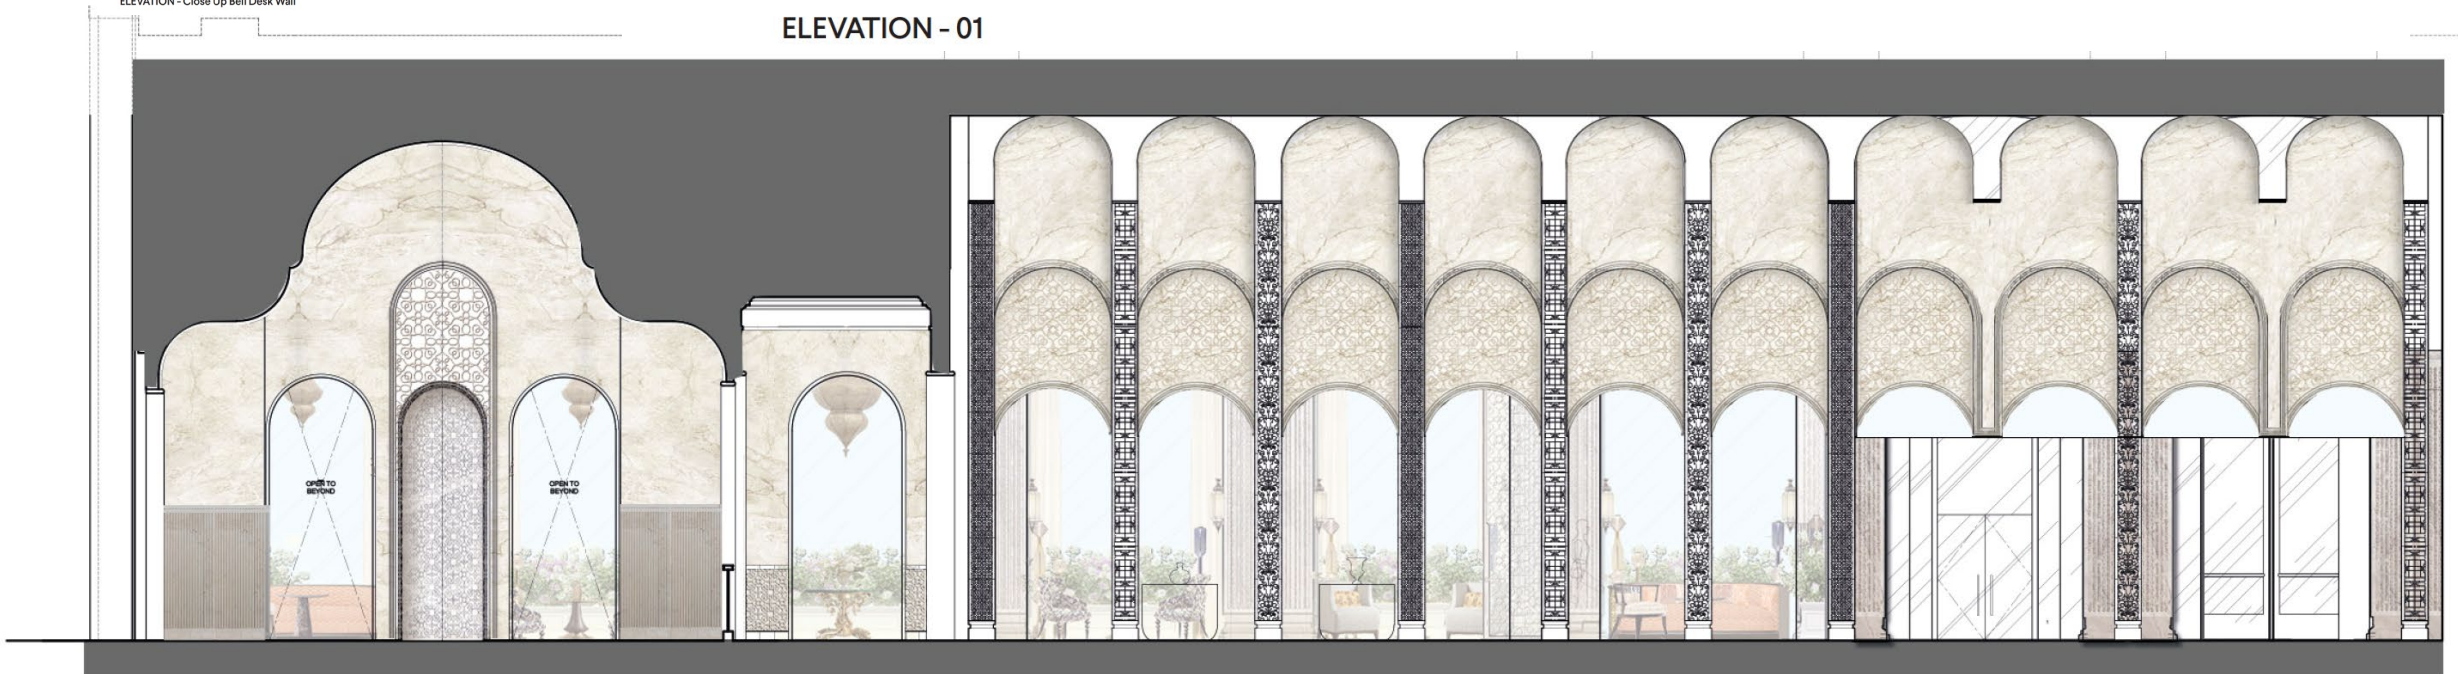 ELEVATION - Close Up Bell Desk Wall
ELEVATION - 01
OPEN TO
BEYOND
OPEN TO
BEYOND